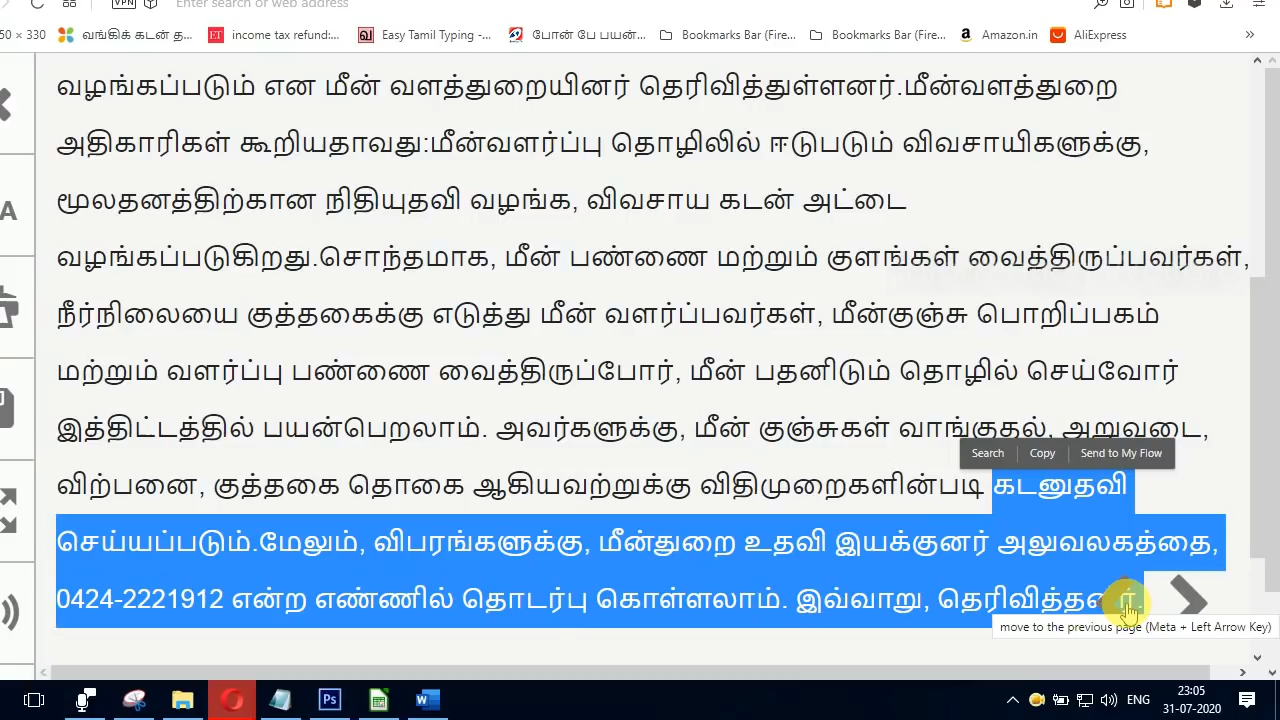 VPN
Enter search or web address
50 × 330
வங்கிக் கடன் த...
ET
income tax refund:...
Easy Tamil Typing -...
போன் பே பயன்...
Bookmarks Bar (Fire...
Bookmarks Bar (Fire...
a
Amazon.in
AliExpress
»
வழங்கப்படும் என மீன் வளத்துறையினர் தெரிவித்துள்ளனர்.மீன்வளத்துறை
அதிகாரிகள் கூறியதாவது:மீன்வளர்ப்பு தொழிலில் ஈடுபடும் விவசாயிகளுக்கு,
மூலதனத்திற்கான நிதியுதவி வழங்க, விவசாய கடன் அட்டை
வழங்கப்படுகிறது.சொந்தமாக, மீன் பண்ணை மற்றும் குளங்கள் வைத்திருப்பவர்கள்,
நீர்நிலையை குத்தகைக்கு எடுத்து மீன் வளர்ப்பவர்கள், மீன்குஞ்சு பொறிப்பகம்
மற்றும் வளர்ப்பு பண்ணை வைத்திருப்போர், மீன் பதனிடும் தொழில் செய்வோர்
இத்திட்டத்தில் பயன்பெறலாம். அவர்களுக்கு, மீன் குஞ்சுகள் வாங்குதல், அறுவடை,
Search Copy Send to My Flow
விற்பனை, குத்தகை தொகை ஆகியவற்றுக்கு விதிமுறைகளின்படி கடனுதவி
செய்யப்படும்.மேலும், விபரங்களுக்கு, மீன்துறை உதவி இயக்குனர் அலுவலகத்தை,
0424-2221912 என்ற எண்ணில் தொடர்பு கொள்ளலாம். இவ்வாறு, தெரிவித்தனர்.
move to the previous page (Meta + Left Arrow Key)
A
Ps
W
ENG
23:05
31-07-2020